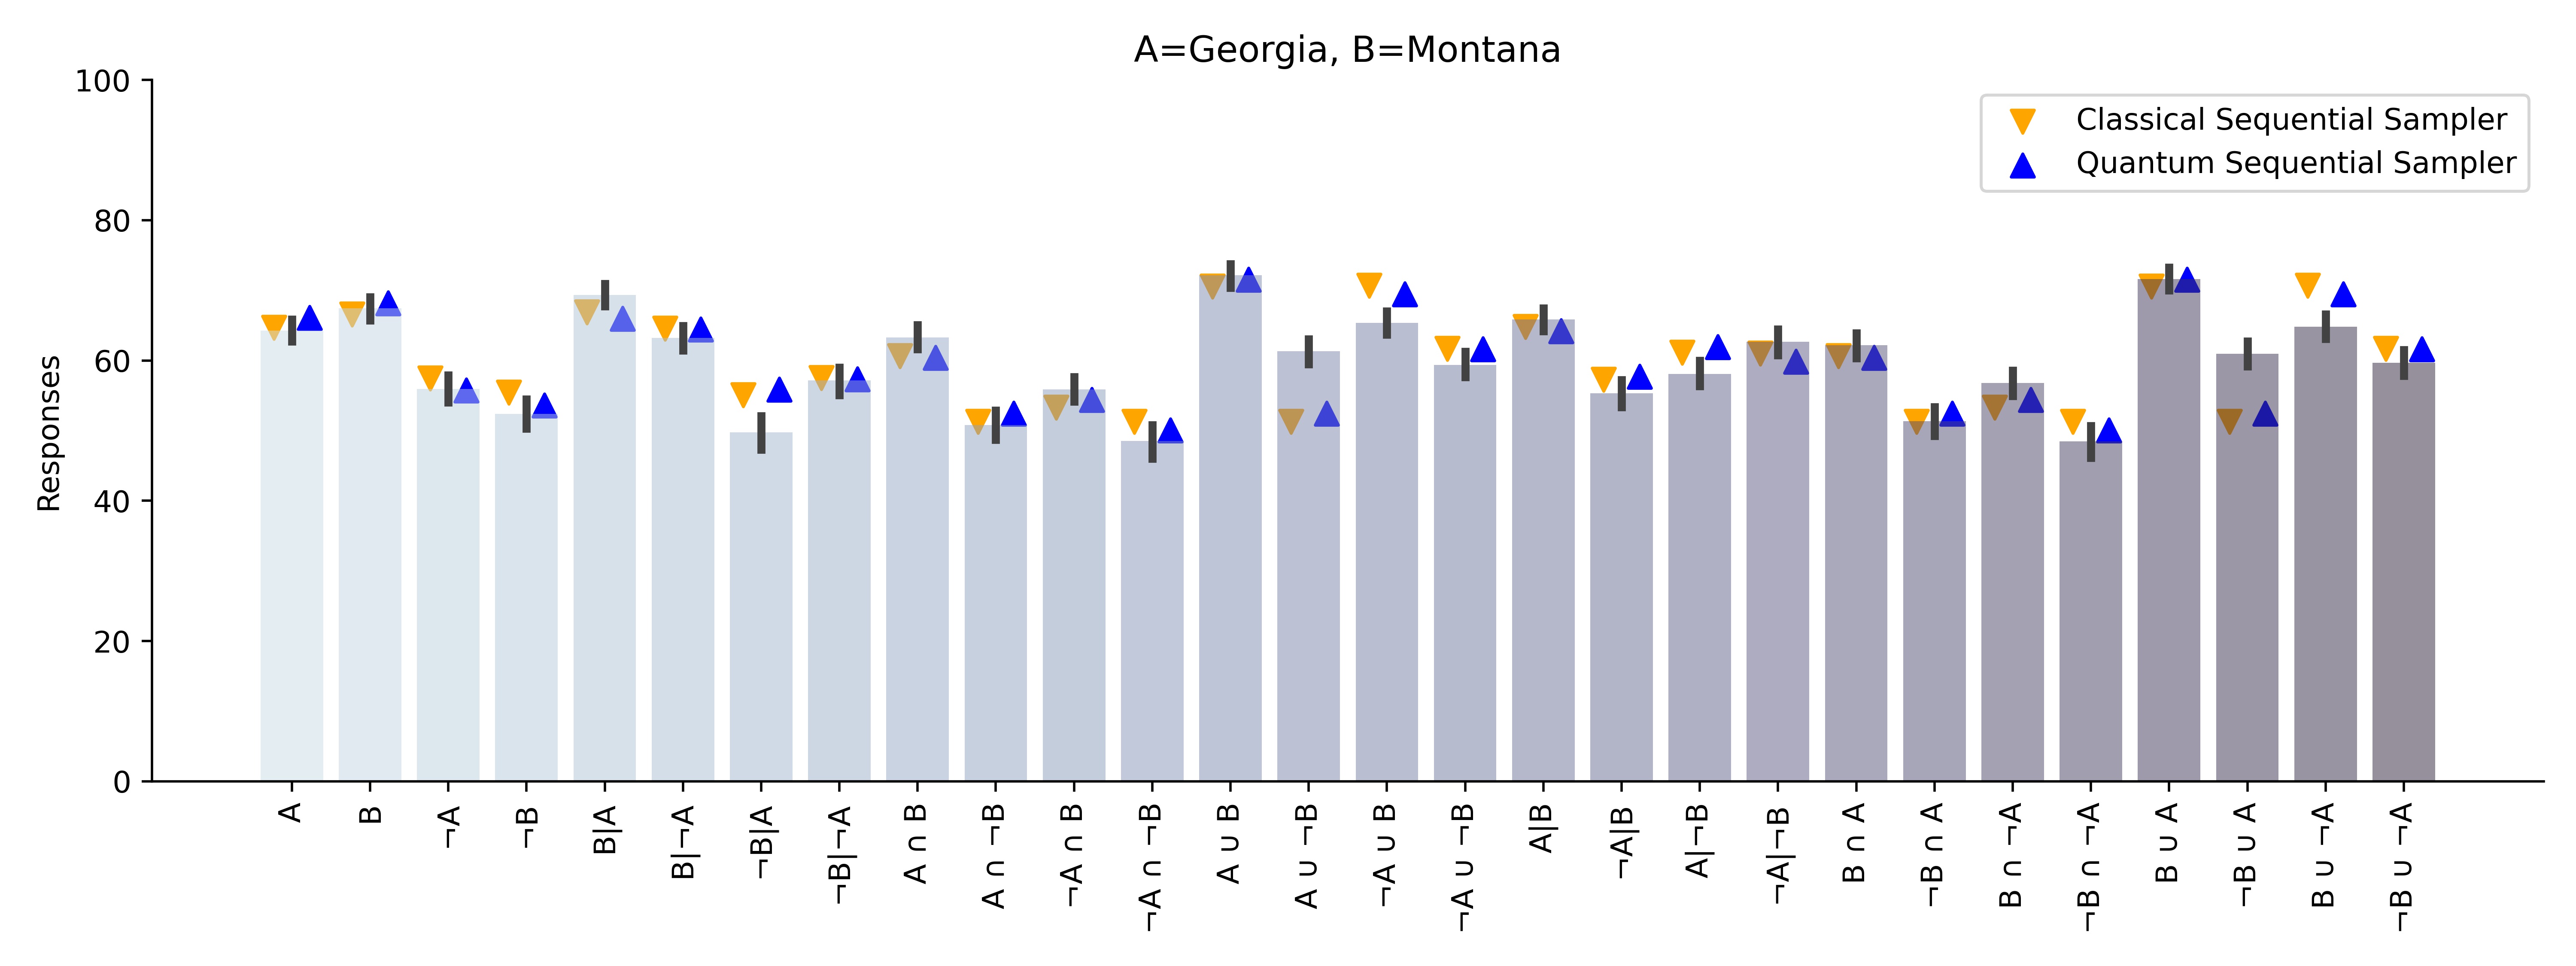 A=Georgia, B=Montana
100
80
60
40
20
0
Responses
Classical Sequential Sampler
Quantum Sequential Sampler
A
B
¬A
¬B
B|A
B|¬A
¬B|A
¬B|¬A
A ∩ B
A ∩ ¬B
¬A ∩ B
¬A ∩ ¬B
A ∪ B
A ∪ ¬B
¬A ∪ B
¬A ∪ ¬B
A|B
¬A|B
A|¬B
¬A|¬B
B ∩ A
¬B ∩ A
B ∩ ¬A
¬B ∩ ¬A
B ∪ A
¬B ∪ A
B ∪ ¬A
¬B ∪ ¬A